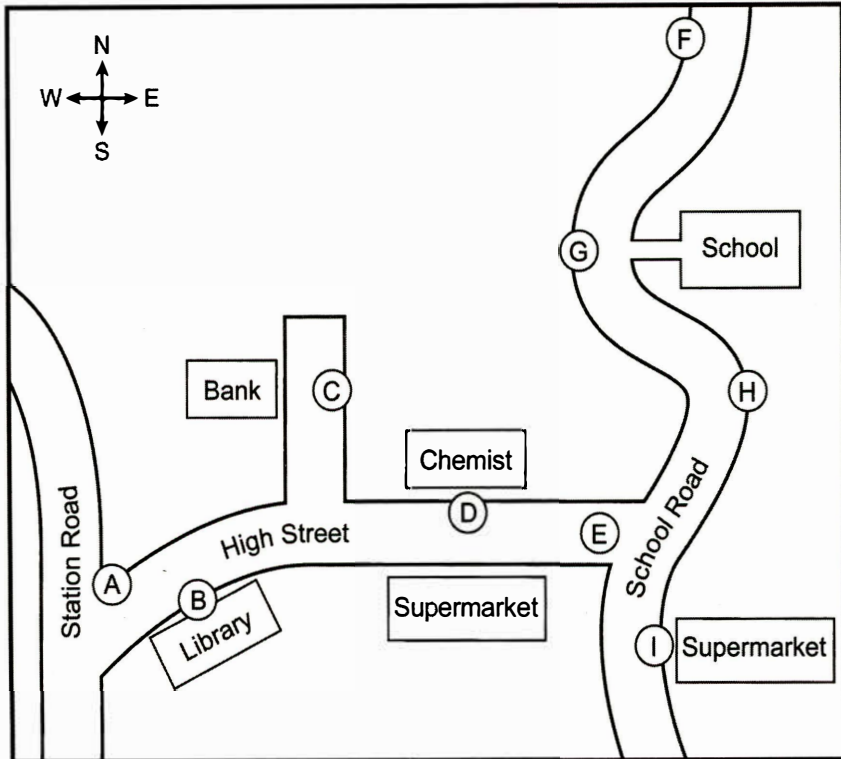 F
N
W
E
S
G
School
Bank
C
H
Chemist
D
High Street
E
School Road
Station Road
A
B
Library
Supermarket
I
Supermarket